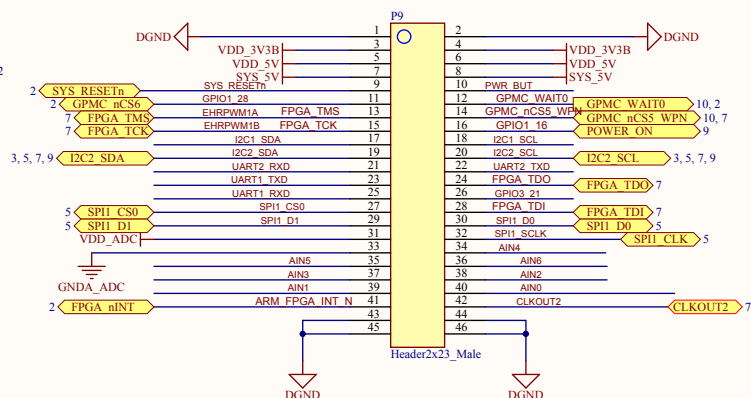 P9
DGND 1 2 DGND
VDD_3V3B 3 4 VDD_3V3B
VDD_5V 5 6 VDD_5V
SYS_5V 7 8 SYS_5V
2 SYS_RESETn SYS_RESETn 9 10 PWR_BUT
2 GPMC_nCS6 GPIO1_28 11 12 GPMC_WAIT0 GPMC_WAIT0 10, 2
7 FPGA_TMS EHRPWM1A FPGA_TMS 13 14 GPMC_nCS5_WPN GPMC_nCS5_WPN 10, 7
7 FPGA_TCK EHRPWM1B FPGA_TCK 15 16 GPIO1_16 POWER_ON 9
I2C1_SDA 17 18 I2C1_SCL
3, 5, 7, 9 I2C2_SDA I2C2_SDA 19 20 I2C2_SCL I2C2_SCL 3, 5, 7, 9
UART2_RXD 21 22 UART2_TXD
UART1_TXD 23 24 FPGA_TDO FPGA_TDO 7
UART1_RXD 25 26 GPIO3_21
5 SPI1_CS0 SPI1_CS0 27 28 FPGA_TDI FPGA_TDI 7
5 SPI1_D1 SPI1_D1 29 30 SPI1_D0 SPI1_D0 5
VDD_ADC 31 32 SPI1_SCLK SPI1_CLK 5
33 34 AIN4
GNDA_ADC
AIN5 35 36 AIN6
AIN3 37 38 AIN2
AIN1 39 40 AIN0
2 FPGA_nINT ARM_FPGA_INT_N 41 42 CLKOUT2 CLKOUT2 7
43 44
45 46
Header2x23_Male
DGND DGND
2